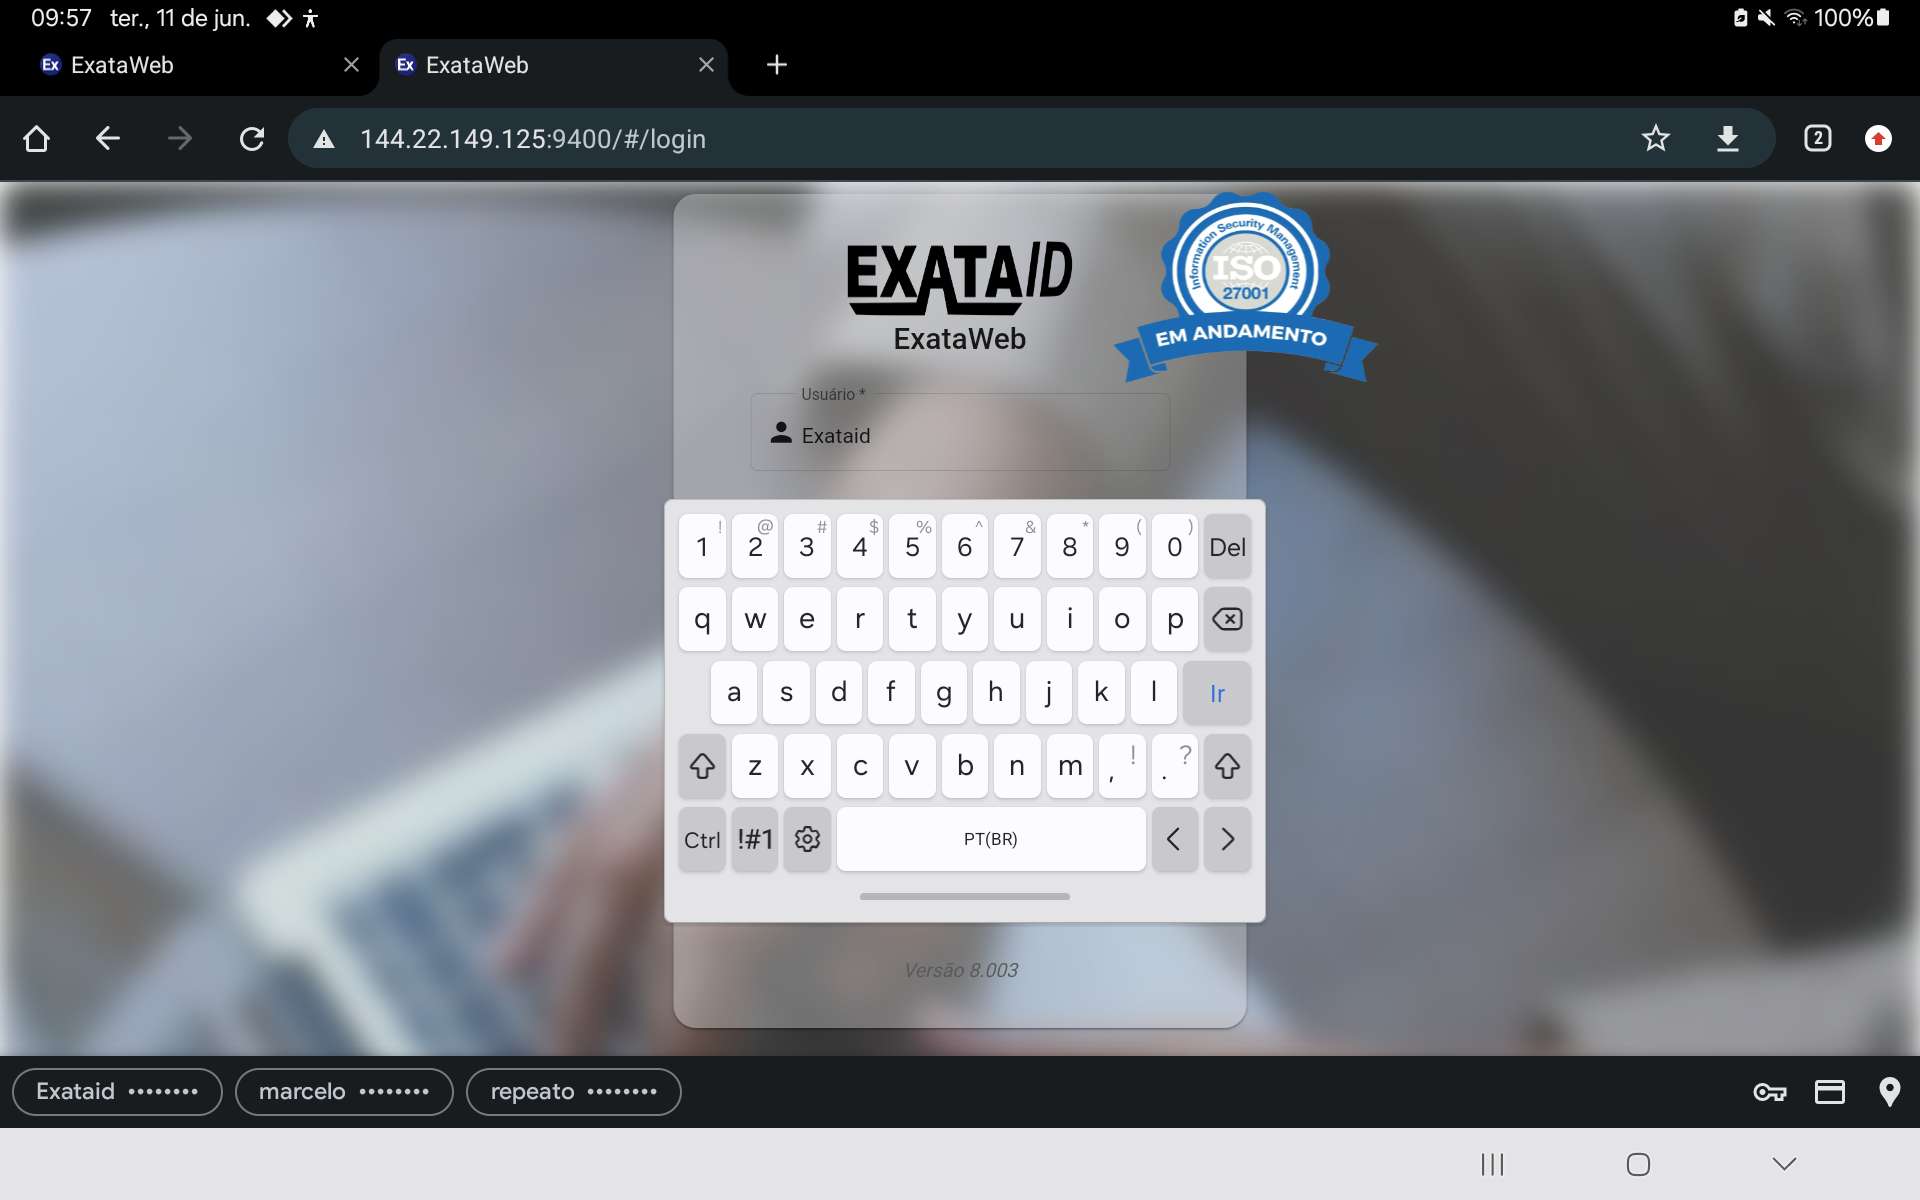 09:57 ter., 11 de jun. 100%
ExataWeb ExataWeb
144.22.149.125:9400/#/login 2
EXATAID
ExataWeb
Information Security Management
ISO
27001
EM ANDAMENTO
Usuário *
Exataid
! @ # $ % ^ & * ( )
1 2 3 4 5 6 7 8 9 0 Del
q w e r t y u i o p
a s d f g h j k l Ir
z x c v b n m , ! . ?
Ctrl !#1 PT(BR) < >
Versão 8.003
Exataid •••••••• marcelo •••••••• repeato ••••••••